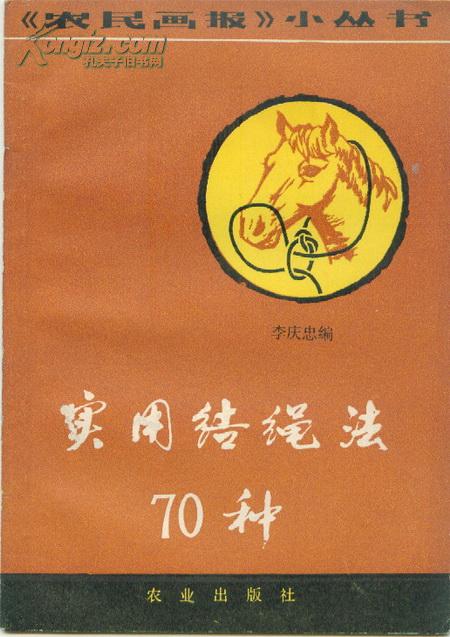 《农民画报》小丛书
Kongfz.com
孔夫子旧书网
李庆忠编
实用结绳法
70种
农业出版社